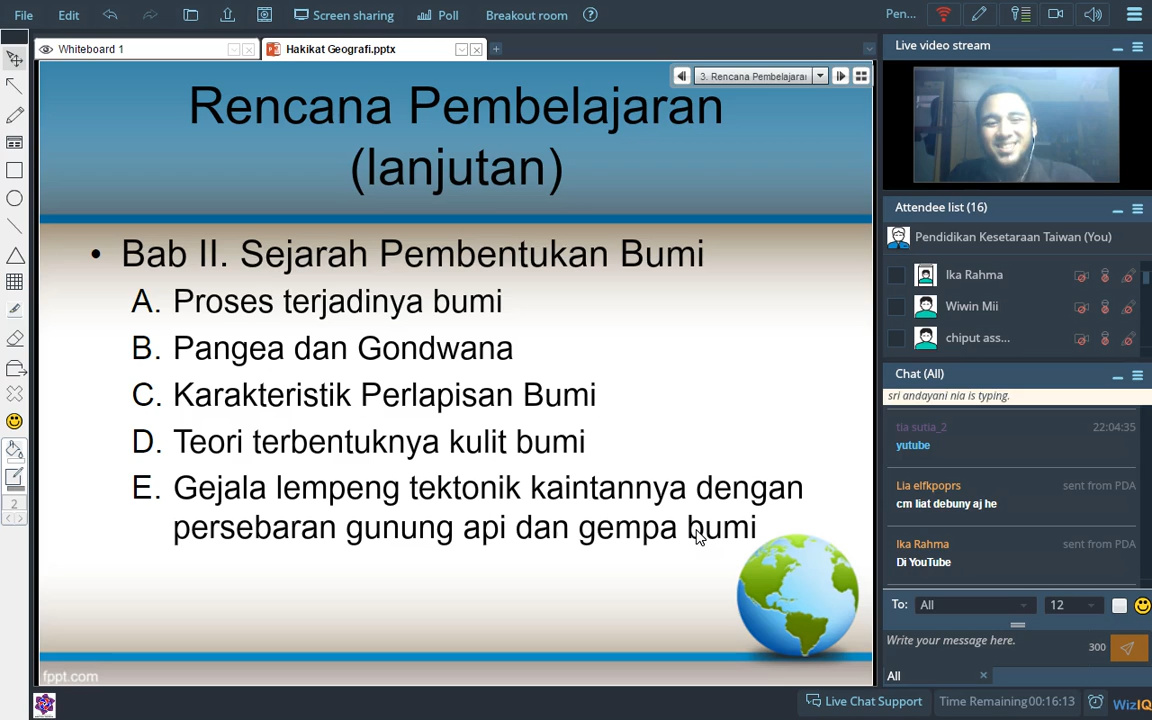 File Edit Screen sharing Poll Breakout room ? Pen...
Whiteboard 1 Hakikat Geografi.pptx
3. Rencana Pembelajarar
Rencana Pembelajaran
(lanjutan)
• Bab II. Sejarah Pembentukan Bumi
A. Proses terjadinya bumi
B. Pangea dan Gondwana
C. Karakteristik Perlapisan Bumi
D. Teori terbentuknya kulit bumi
E. Gejala lempeng tektonik kaintannya dengan
persebaran gunung api dan gempa bumi
fppt.com
2
Live video stream
Attendee list (16)
Pendidikan Kesetaraan Taiwan (You)
Ika Rahma
Wiwin Mii
chiput ass...
Chat (All)
sri andayani nia is typing.
tia sutia_2 22:04:35
yutube
Lia elfkpoprs sent from PDA
cm liat debuny aj he
Ika Rahma sent from PDA
Di YouTube
To: All 12
Write your message here. 300
All
Live Chat Support Time Remaining00:16:13 WizIQ